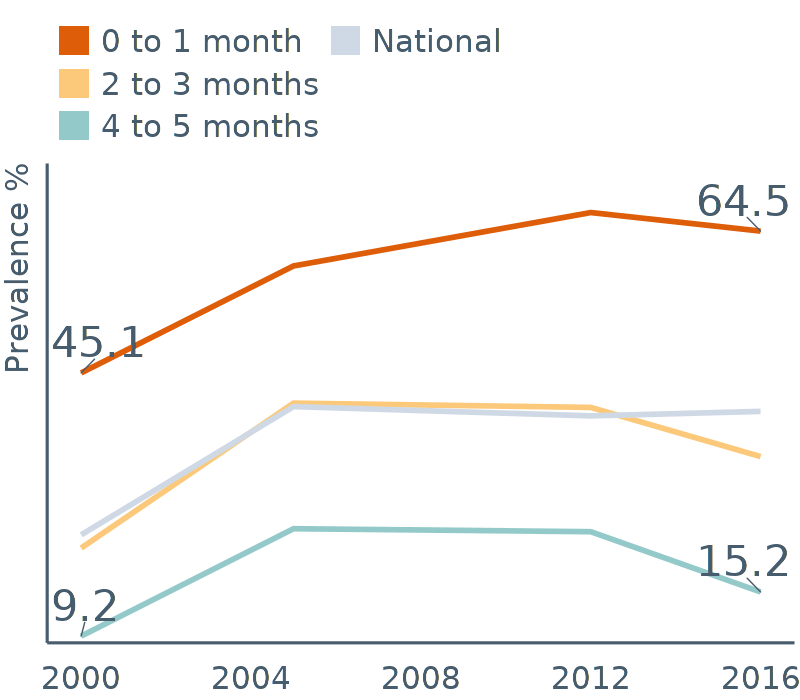 0 to 1 month
National
2 to 3 months
4 to 5 months
Prevalence %
64.5
45.1
15.2
9.2
2000 2004 2008 2012 2016